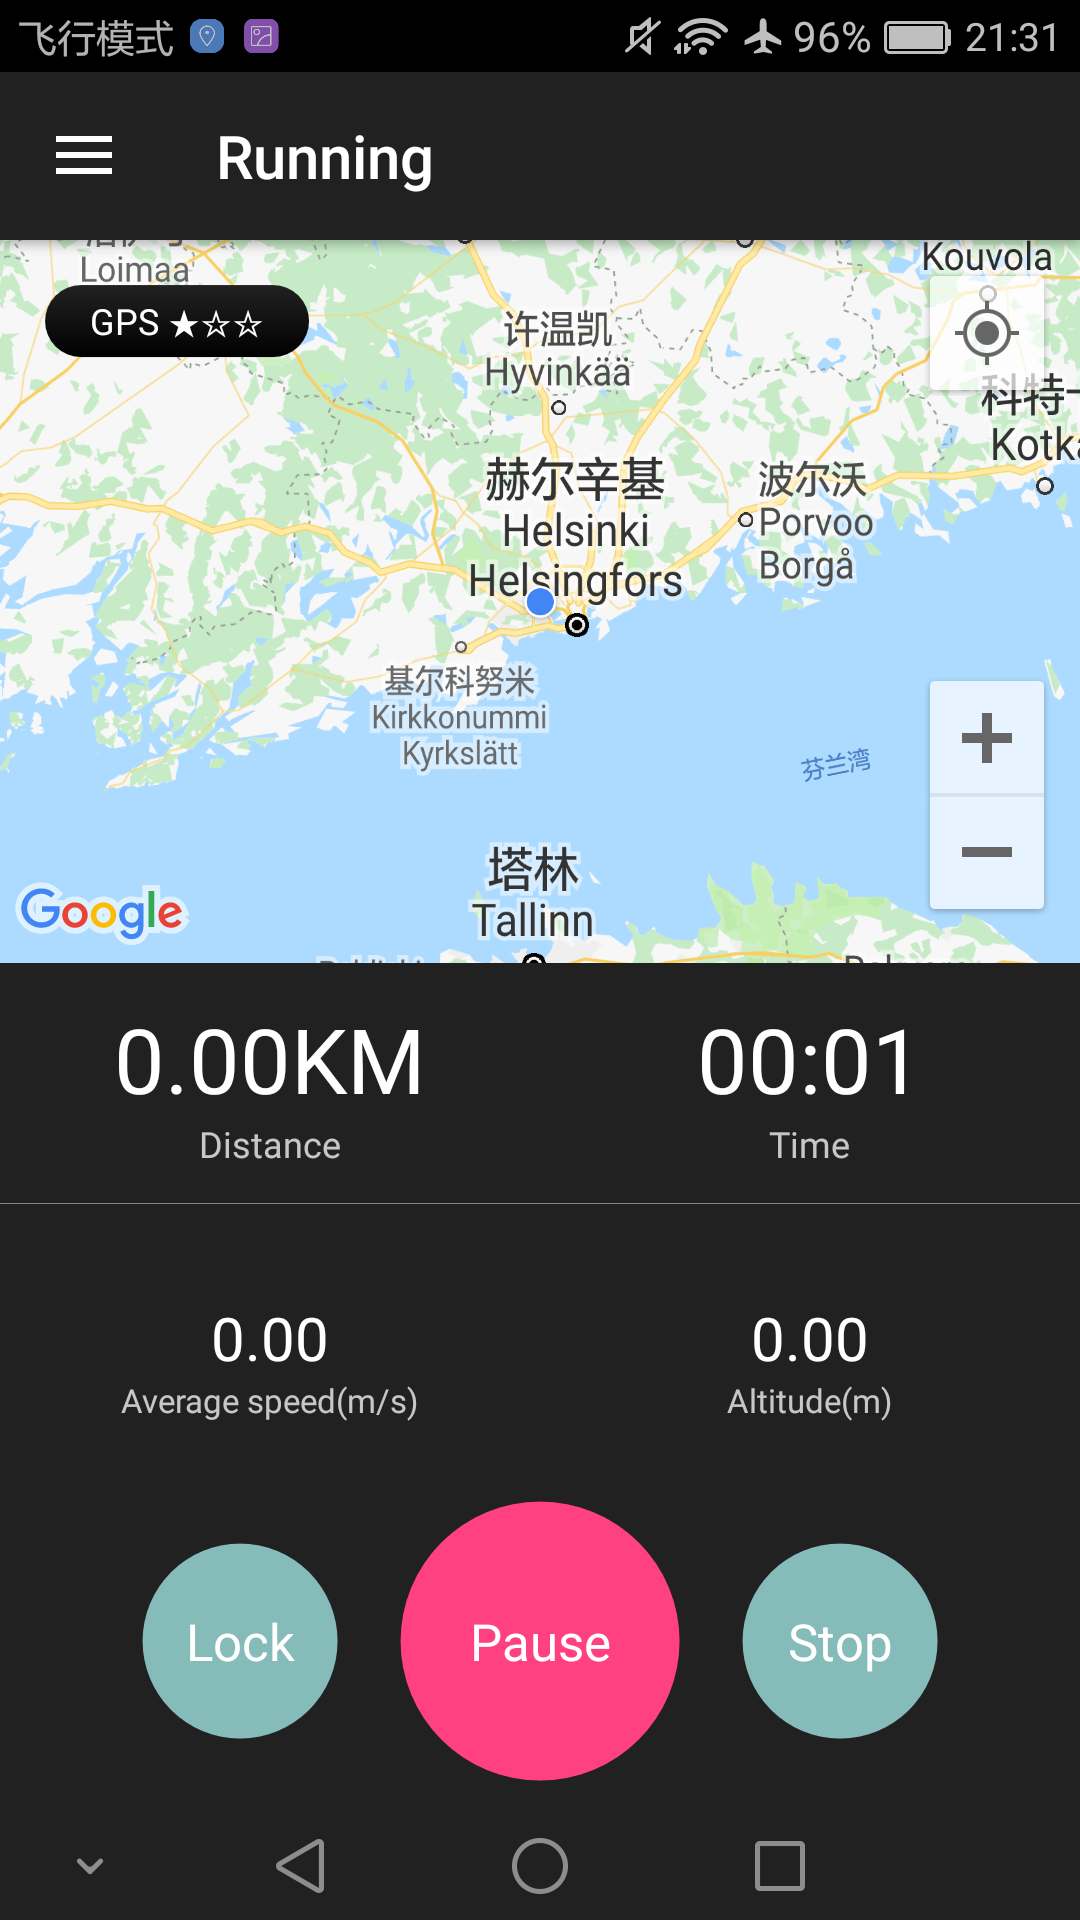 飞行模式 96% 21:31
Running
Loimaa
Kouvola
GPS ★☆☆
许温凯
Hyvinkää
科特卡
Kotka
赫尔辛基
Helsinki
Helsingfors
波尔沃
Porvoo
Borgå
基尔科努米
Kirkkonummi
Kyrkslätt
芬兰湾
塔林
Tallinn
Google
0.00KM 00:01
Distance Time
0.00 0.00
Average speed(m/s) Altitude(m)
Lock Pause Stop